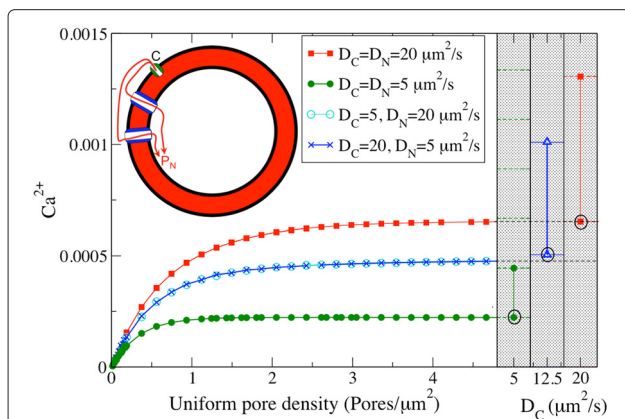 0.0015
0.001
0.0005
0
Ca²⁺
C
P_N
D_C=D_N=20 μm²/s
D_C=D_N=5 μm²/s
D_C=5, D_N=20 μm²/s
D_C=20, D_N=5 μm²/s
0 1 2 3 4 5 12.5 20
Uniform pore density (Pores/μm²) D_C (μm²/s)